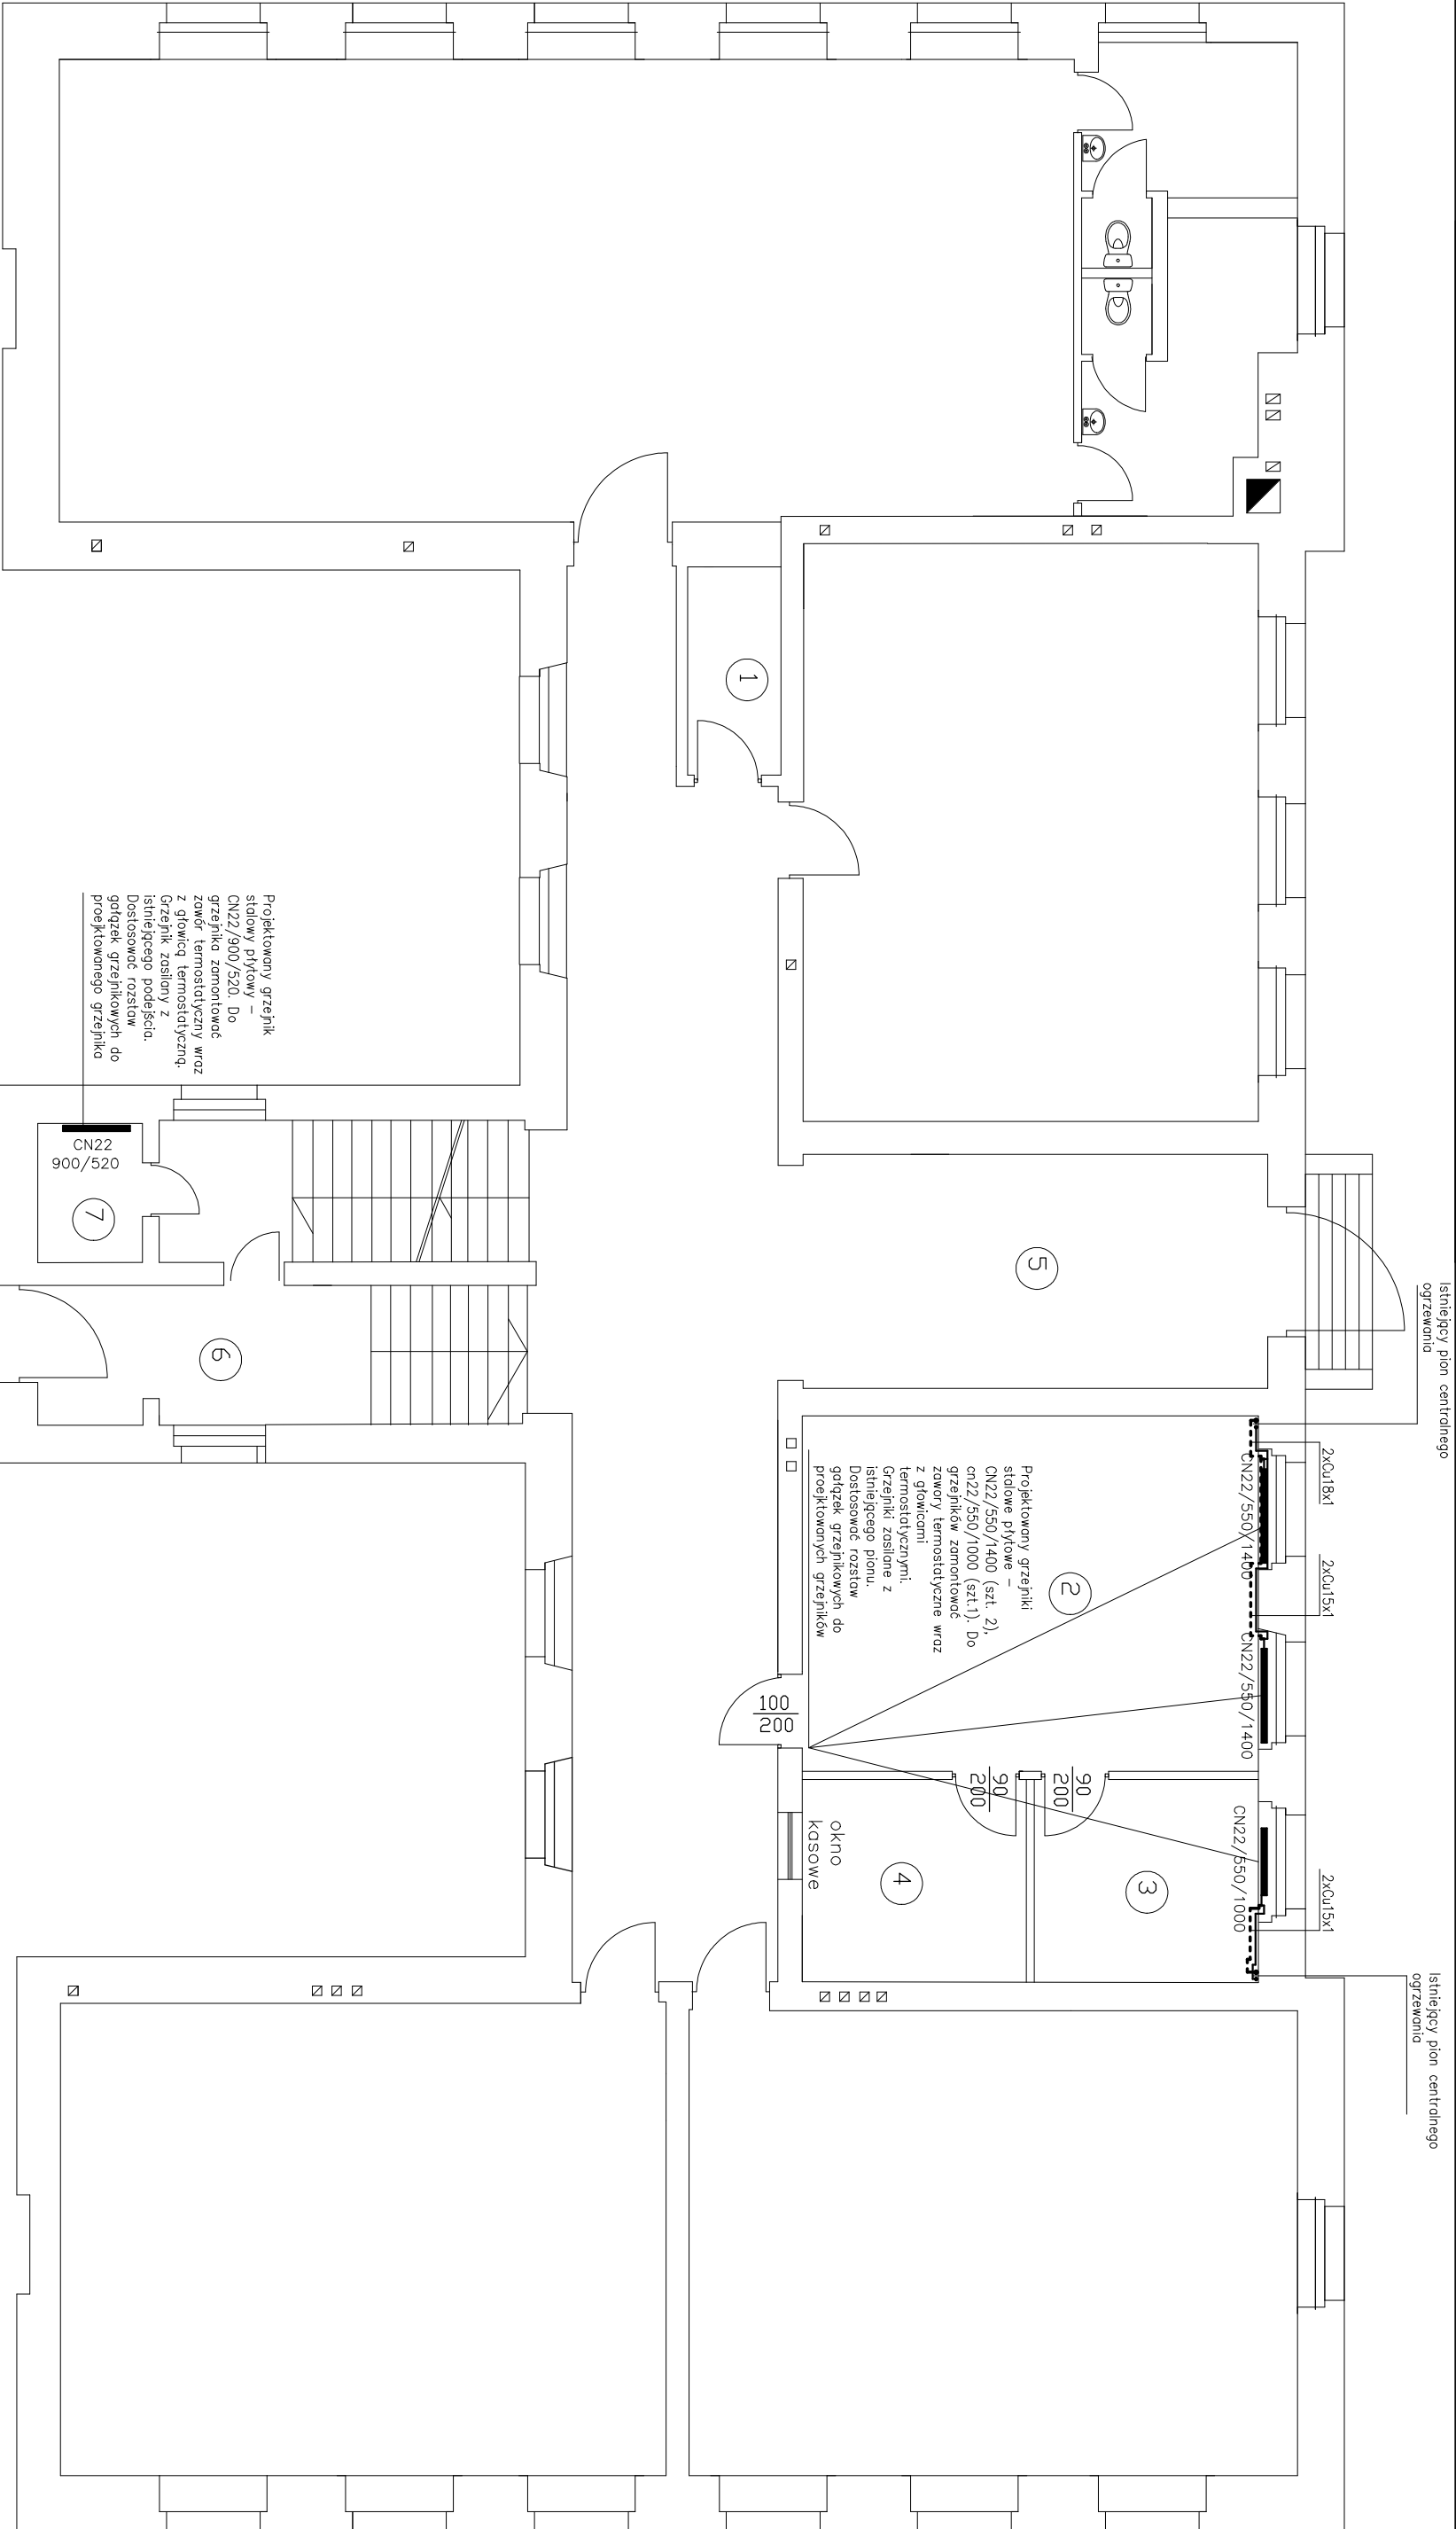 Istniejący pion centralnego
ogrzewania
Istniejący pion centralnego
ogrzewania
2xCu18x1
2xCu15x1
2xCu15x1
CN22/550/1400
CN22/550/1400
CN22/550/1000
1
5
2
3
4
Projektowany grzejniki
stalowe płytowe –
CN22/550/1400 (szt. 2),
cn22/550/1000 (szt.1). Do
grzejników zamontować
zawory termostatyczne wraz
z głowicami
termostatycznymi.
Grzejniki zasilane z
istniejącego pionu.
Dostosować rozstaw
gałązek grzejnikowych do
proejktowanych grzejników
90
200
90
200
100
200
okno
kasowe
Projektowany grzejnik
stalowy płytowy –
CN22/900/520. Do
grzejnika zamontować
zawór termostatyczny wraz
z głowicą termostatyczną.
Grzejnik zasilany z
istniejącego podejścia.
Dostosować rozstaw
gałązek grzejnikowych do
proejktowanego grzejnika
CN22
900/520
7
6